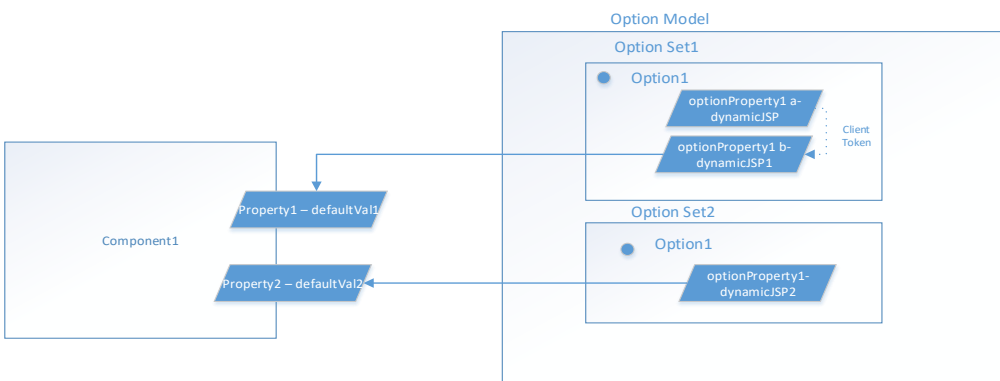 Option Model
Option Set1
Option1
optionProperty1 a-
dynamicJSP
Client
Token
optionProperty1 b-
dynamicJSP1
Property1 – defaultVal1
Component1
Option Set2
Option1
Property2 – defaultVal2
optionProperty1-
dynamicJSP2